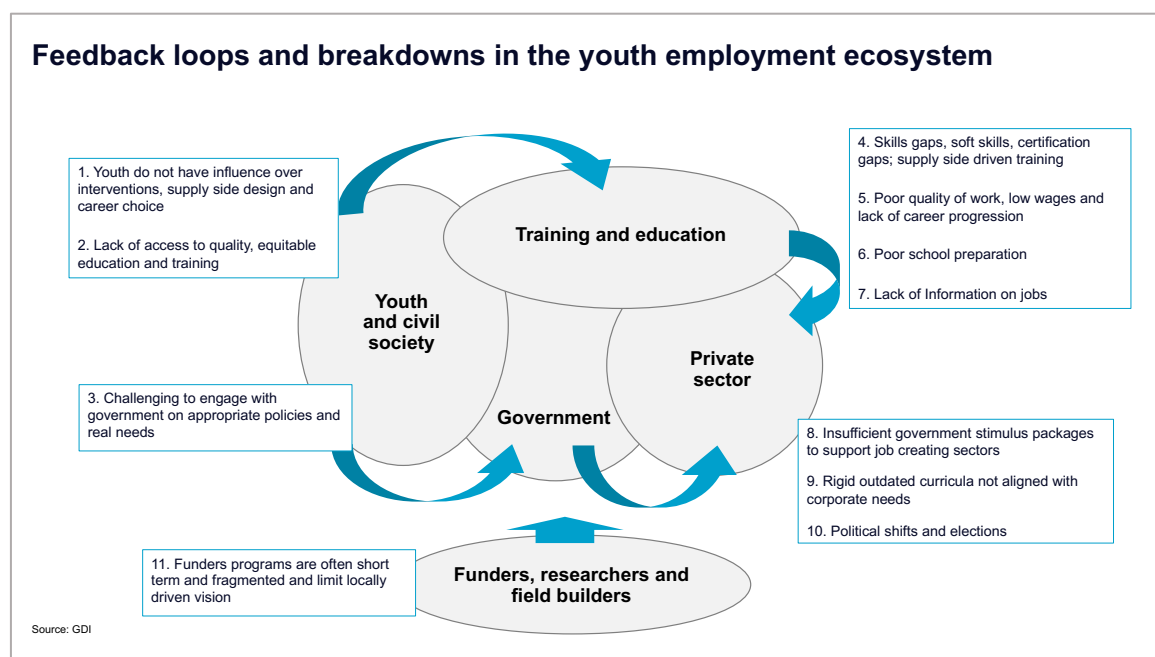 Feedback loops and breakdowns in the youth employment ecosystem
1. Youth do not have influence over
interventions, supply side design and
career choice
2. Lack of access to quality, equitable
education and training
Training and education
4. Skills gaps, soft skills, certification
gaps; supply side driven training
5. Poor quality of work, low wages and
lack of career progression
6. Poor school preparation
7. Lack of Information on jobs
Youth
and civil
society
Private
sector
3. Challenging to engage with
government on appropriate policies and
real needs
Government
8. Insufficient government stimulus packages
to support job creating sectors
9. Rigid outdated curricula not aligned with
corporate needs
10. Political shifts and elections
11. Funders programs are often short
term and fragmented and limit locally
driven vision
Funders, researchers and
field builders
Source: GDI